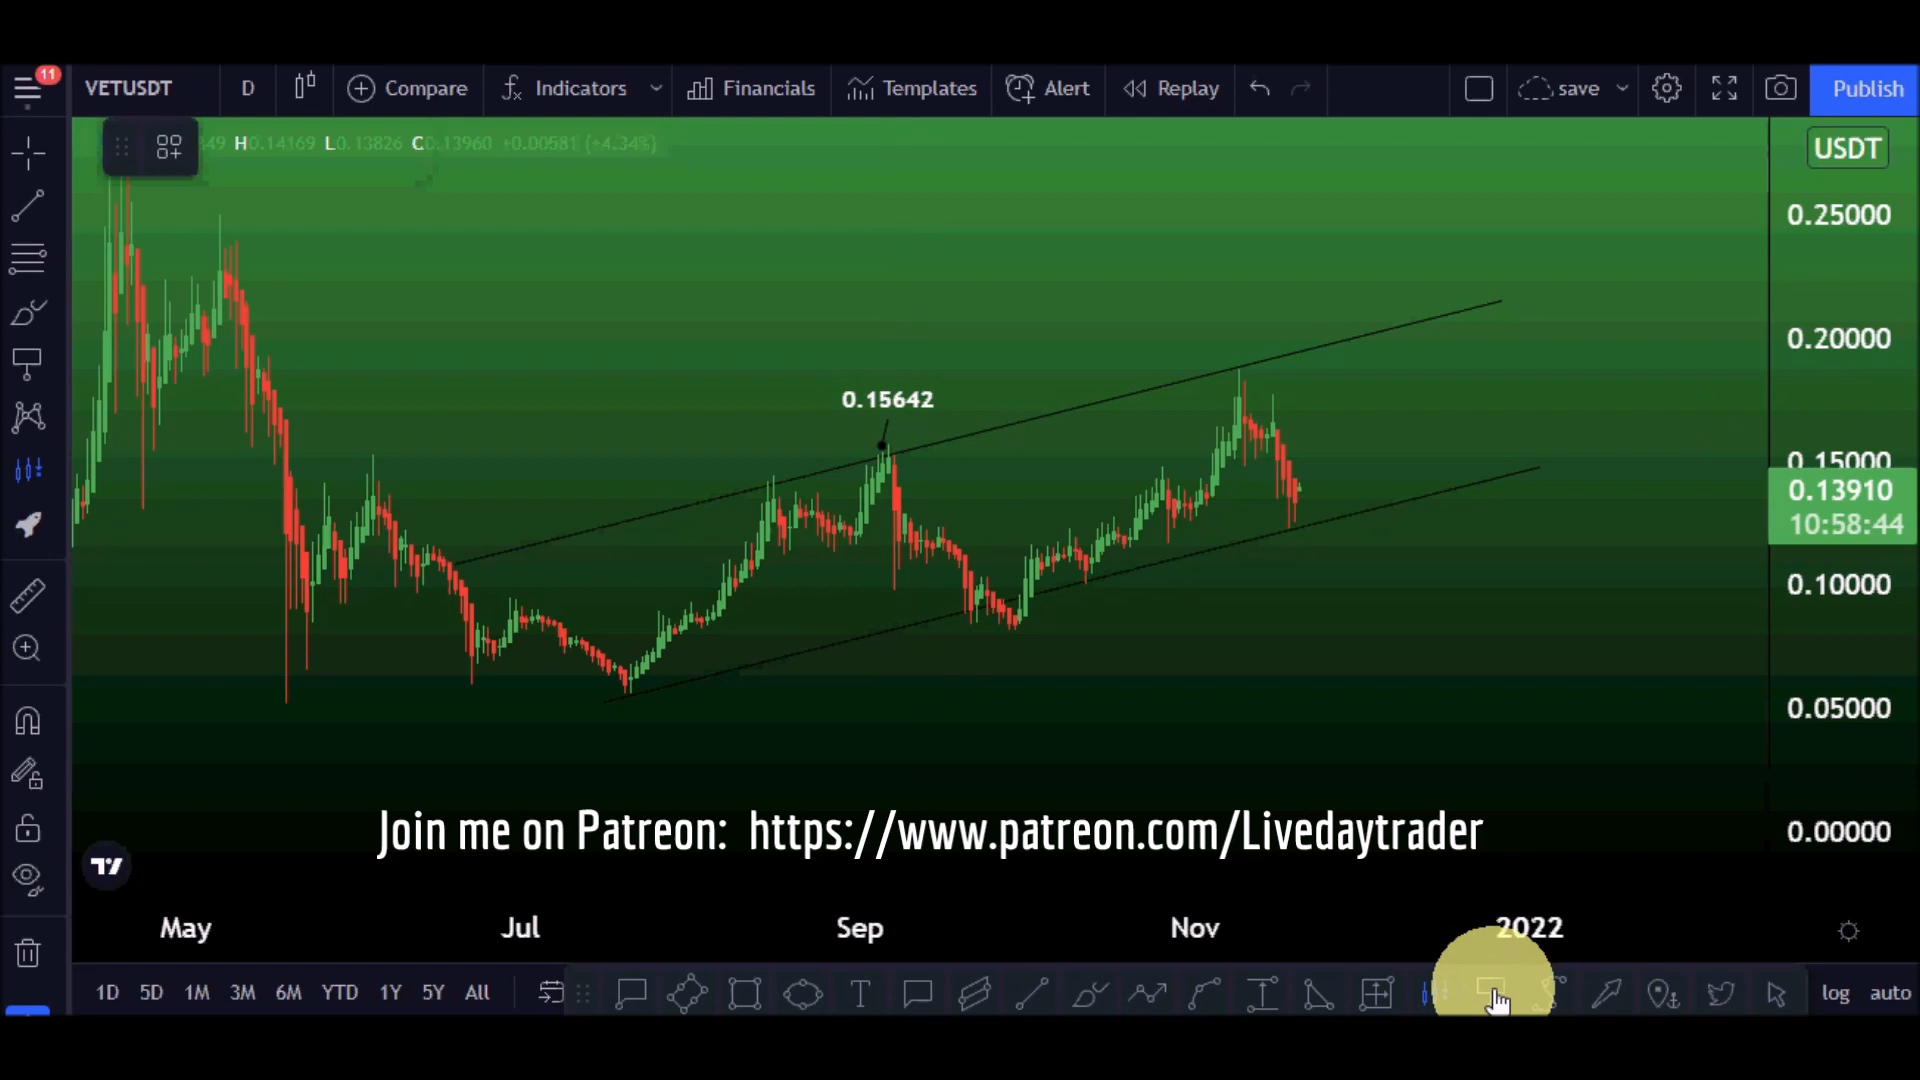 11
VETUSDT D Compare Indicators Financials Templates Alert Replay save Publish
H0.14169 L0.13826 C0.13960 +0.00581 (+4.34%)
USDT
0.25000
0.20000
0.15642
0.15000
0.13910
10:58:44
0.10000
0.05000
0.00000
Join me on Patreon: https://www.patreon.com/Livedaytrader
May Jul Sep Nov 2022
1D 5D 1M 3M 6M YTD 1Y 5Y All log auto